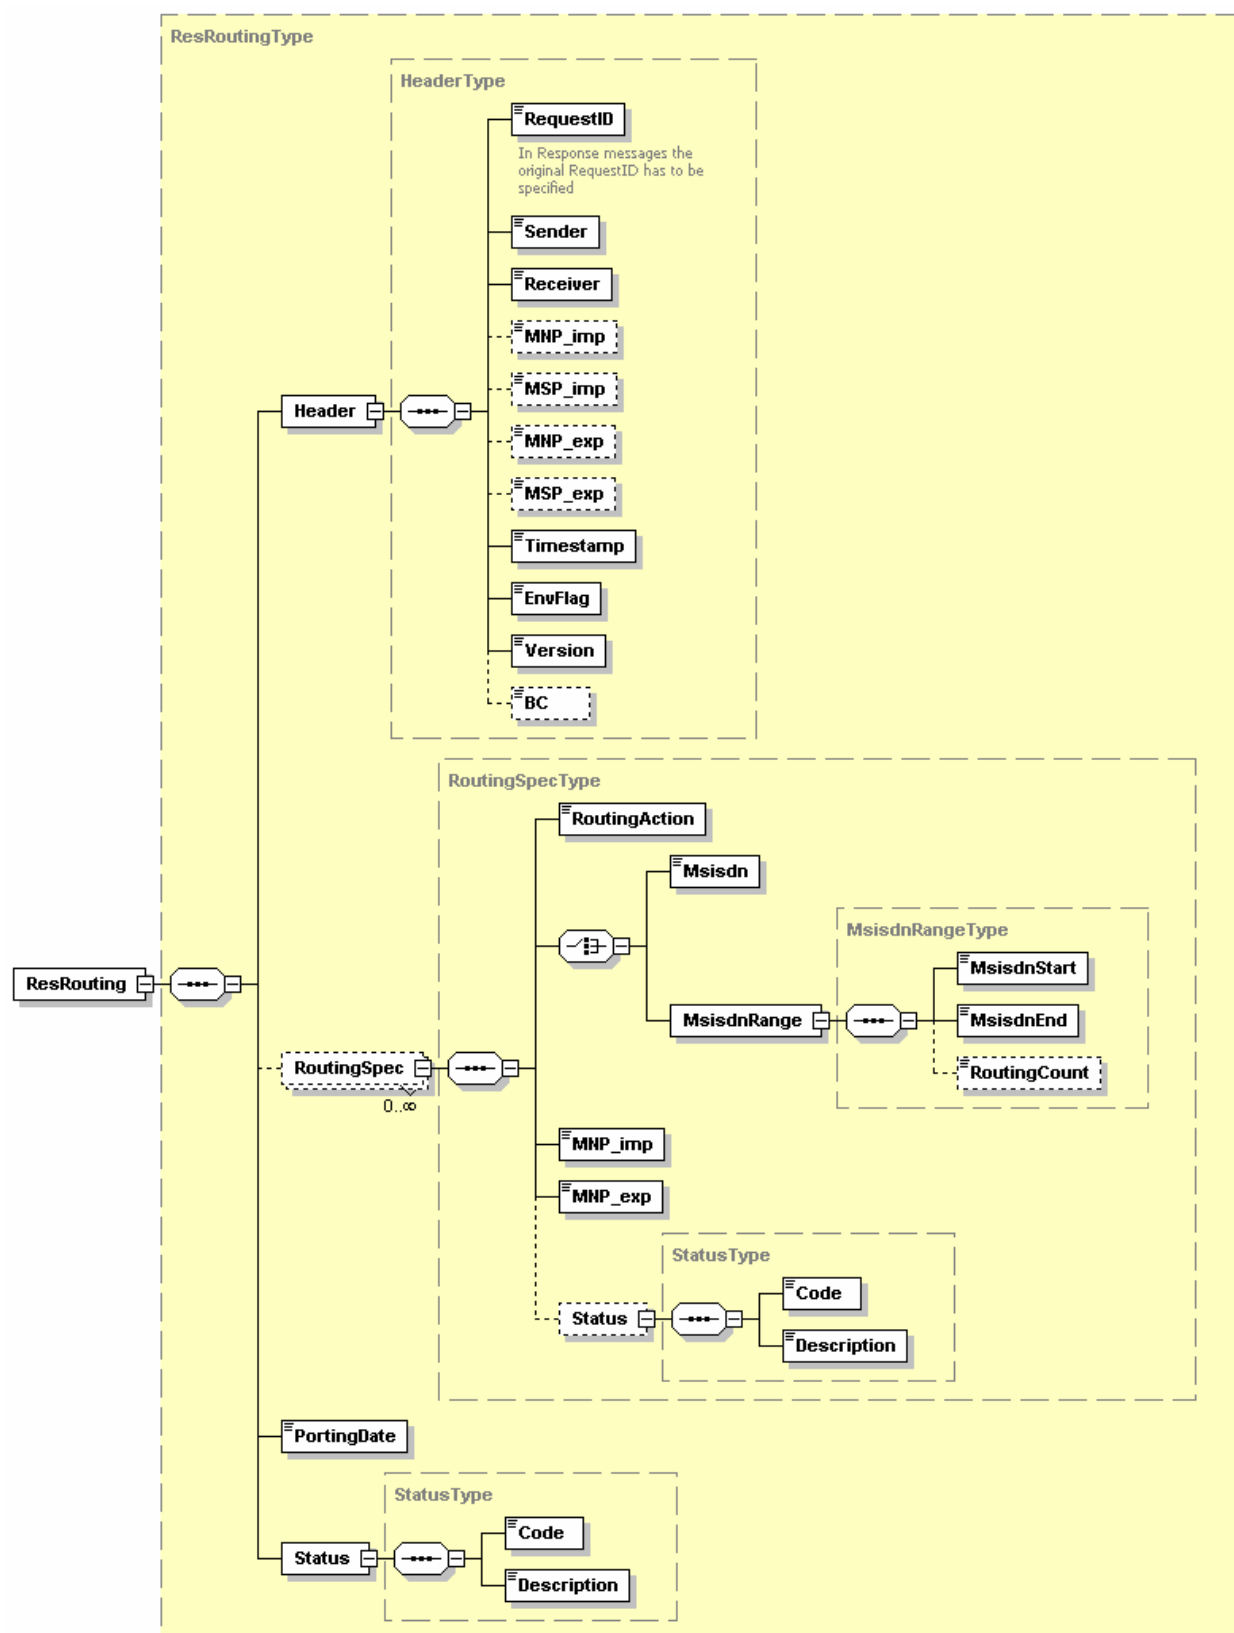 ResRoutingType
HeaderType
RequestID
In Response messages the
original RequestID has to be
specified
Sender
Receiver
MNP_imp
MSP_imp
Header
MNP_exp
MSP_exp
Timestamp
EnvFlag
Version
BC
RoutingSpecType
RoutingAction
Msisdn
MsisdnRangeType
MsisdnStart
ResRouting
MsisdnRange
MsisdnEnd
RoutingSpec
RoutingCount
0..∞
MNP_imp
MNP_exp
StatusType
Code
Status
Description
PortingDate
StatusType
Code
Status
Description